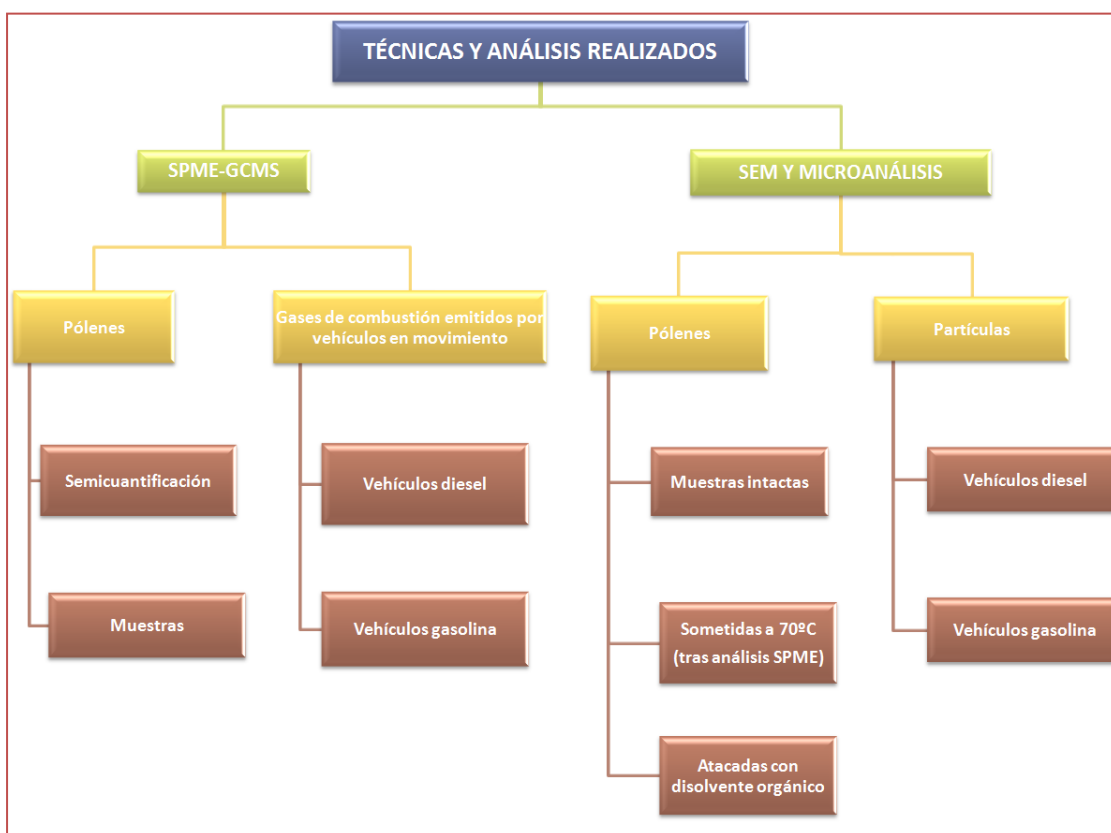 TÉCNICAS Y ANÁLISIS REALIZADOS
SPME-GCMS
SEM Y MICROANÁLISIS
Pólenes
Gases de combustión emitidos por
vehículos en movimiento
Pólenes
Partículas
Semicuantificación
Vehículos diesel
Muestras intactas
Vehículos diesel
Muestras
Vehículos gasolina
Sometidas a 70ºC
(tras análisis SPME)
Vehículos gasolina
Atacadas con
disolvente orgánico